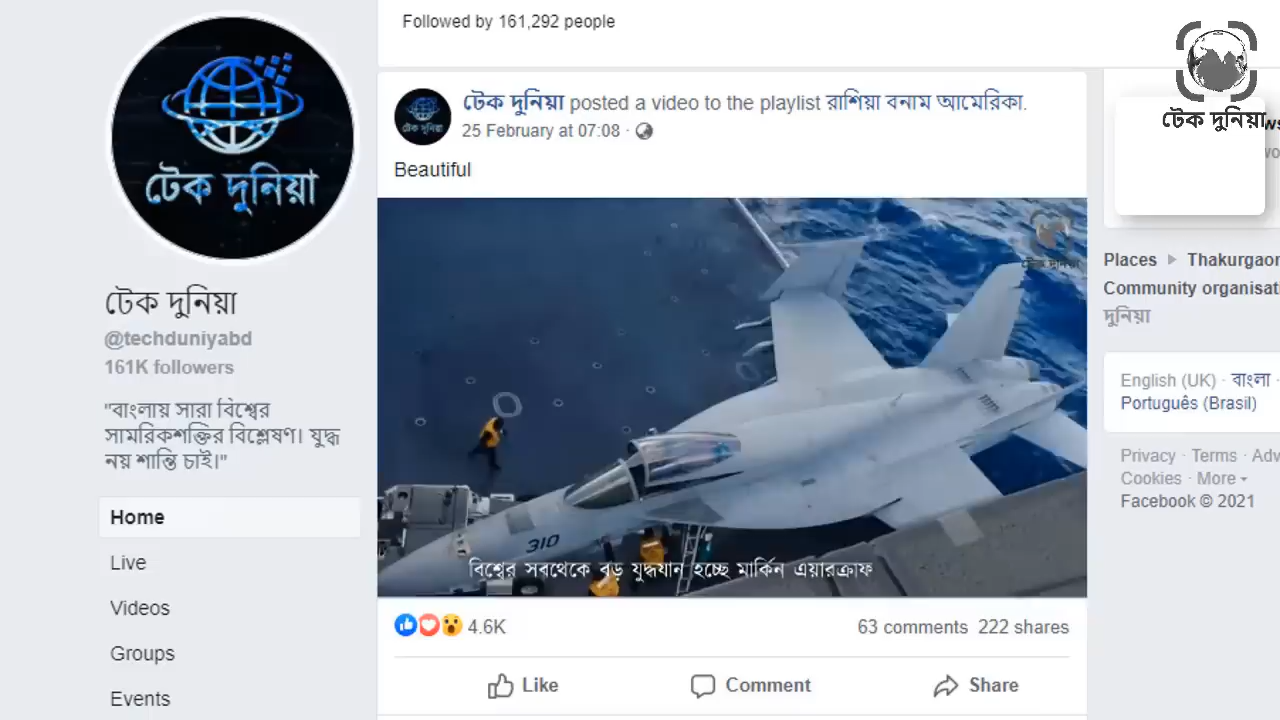 Followed by 161,292 people
টেক দুনিয়া
টেক দুনিয়া posted a video to the playlist রাশিয়া বনাম আমেরিকা.
25 February at 07:08
Beautiful
টেক দুনিয়া
310
বিশ্বের সবথেকে বড় যুদ্ধযান হচ্ছে মার্কিন এয়ারক্রাফ
4.6K
63 comments 222 shares
Like
Comment
Share
টেক দুনিয়া
টেক দুনিয়া
@techduniyabd
161K followers
"বাংলায় সারা বিশ্বের
সামরিকশক্তির বিশ্লেষণ। যুদ্ধ
নয় শান্তি চাই।"
Home
Live
Videos
Groups
Events
টেক দুনিয়া
Places Thakurgaon
Community organisati
দুনিয়া
English (UK) · বাংলা ·
Português (Brasil)
Privacy · Terms · Adv
Cookies · More
Facebook © 2021